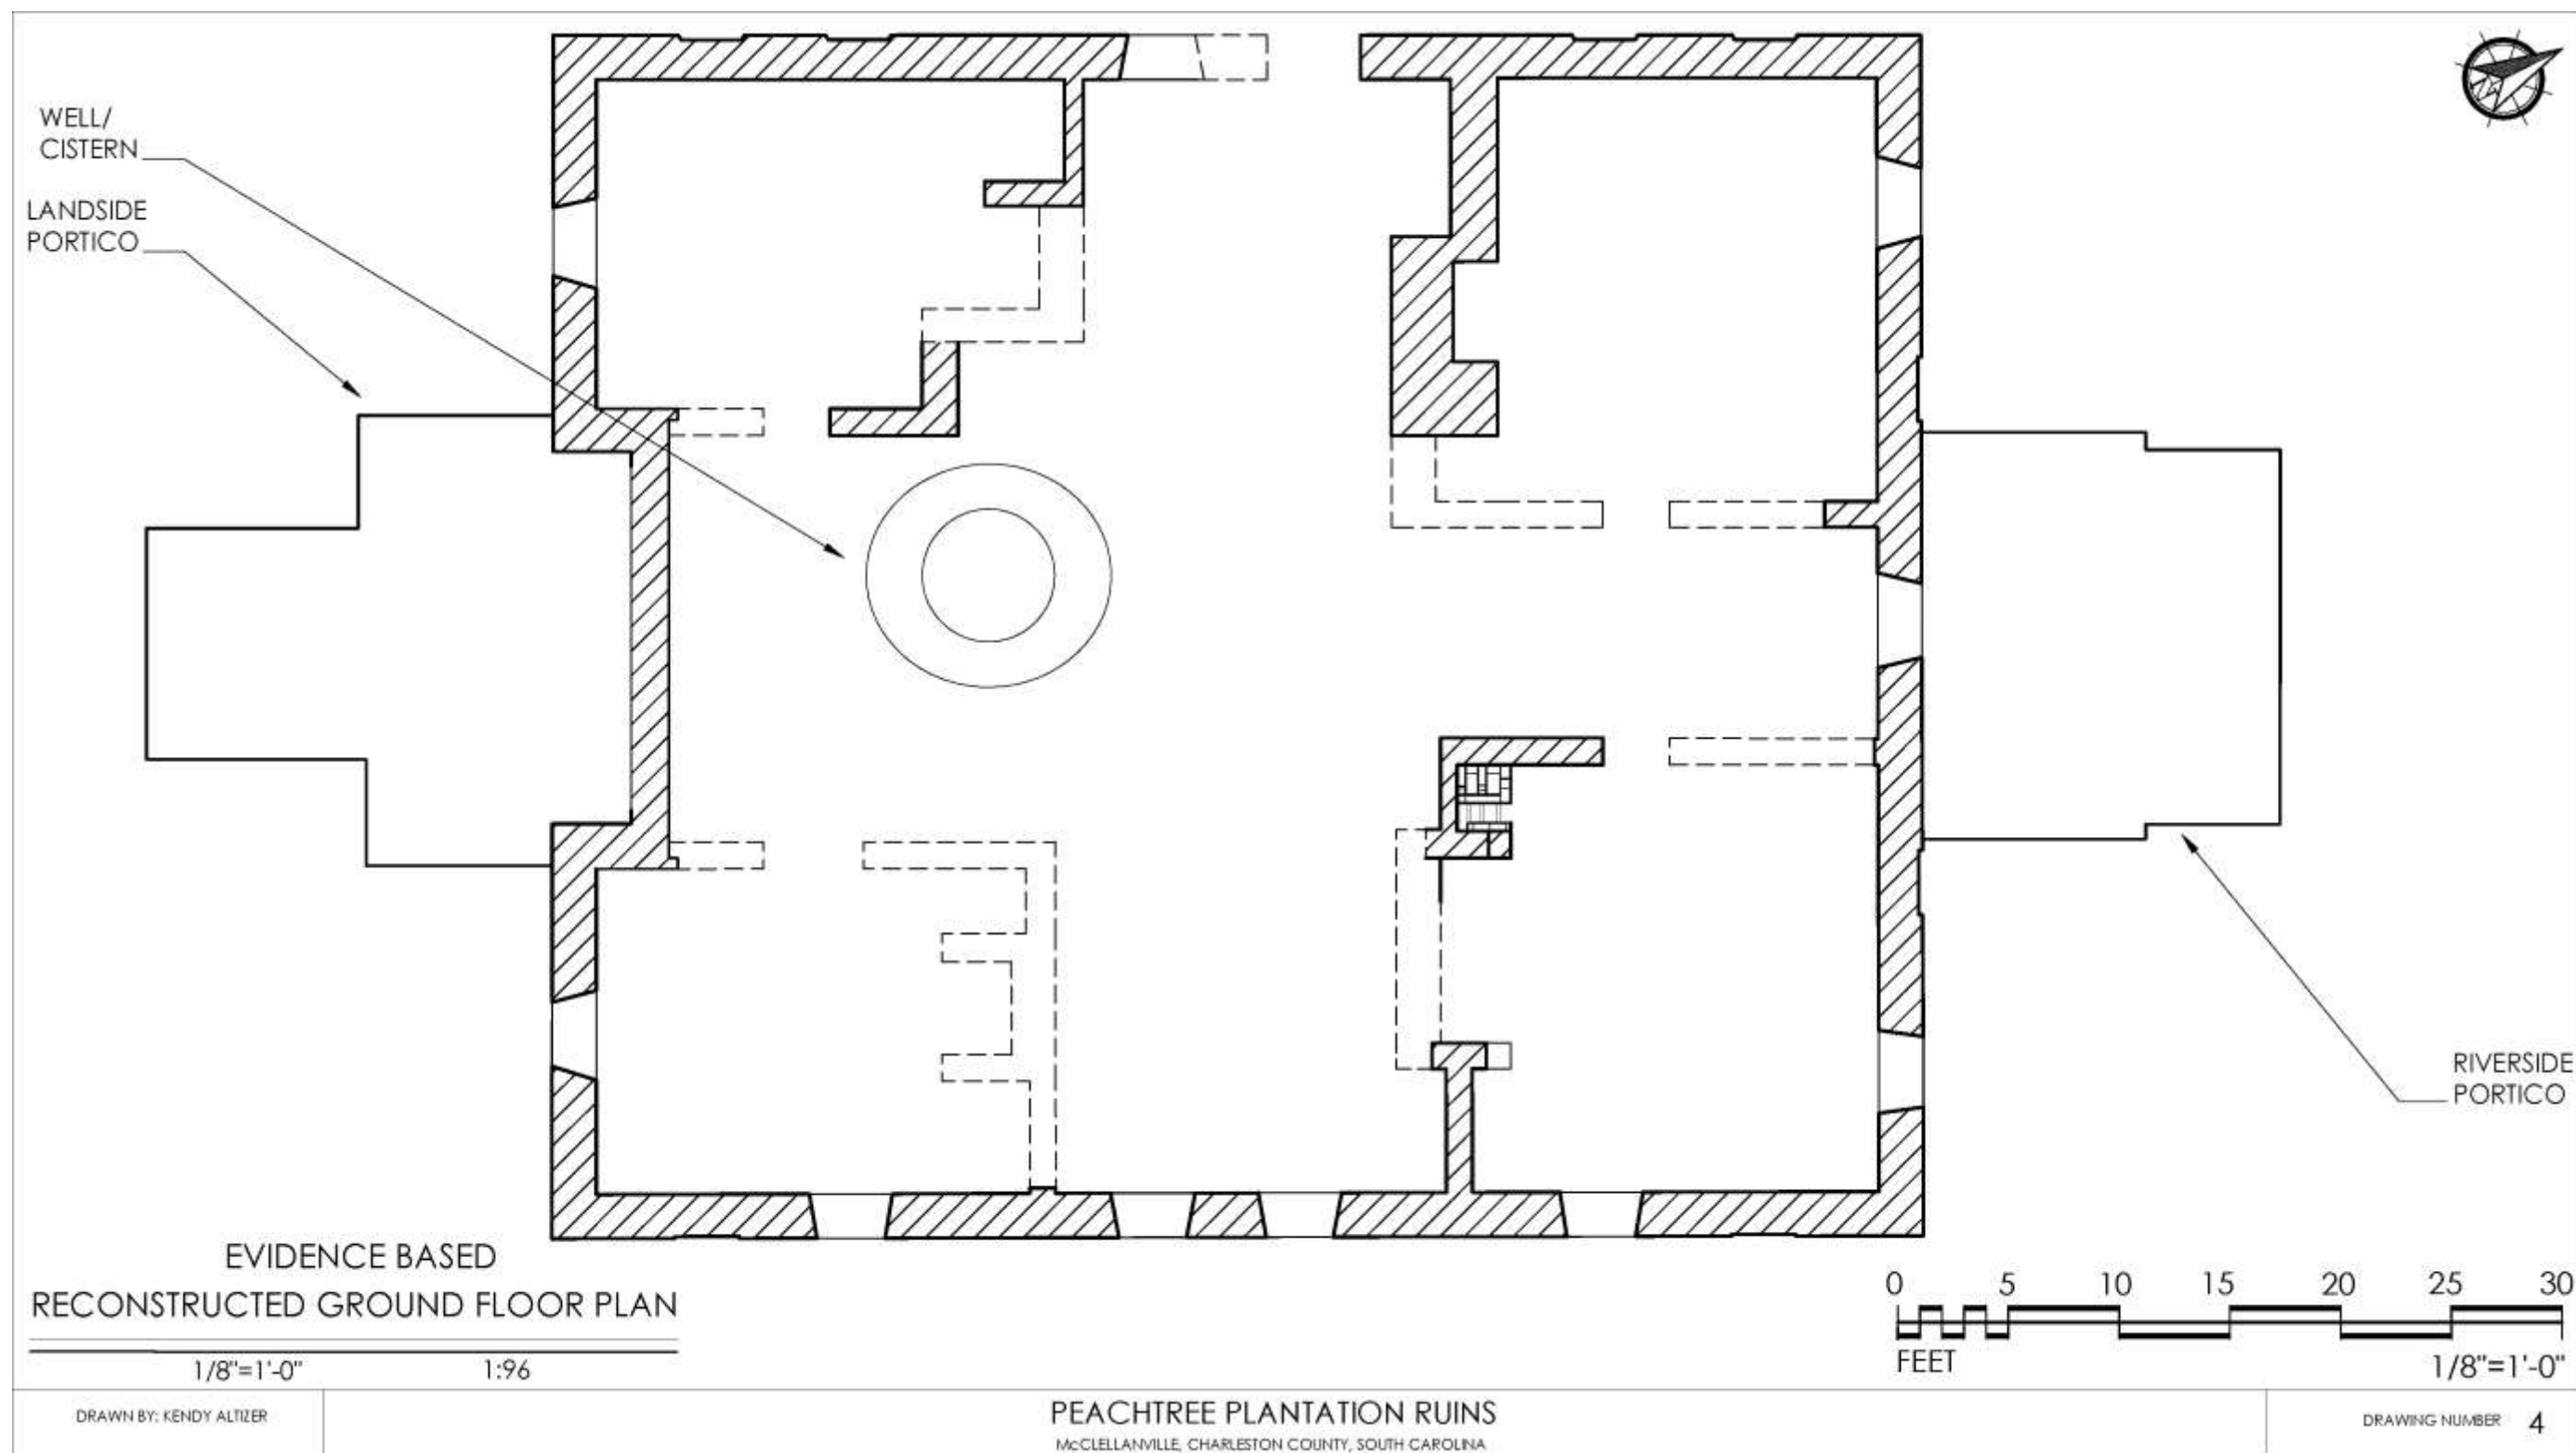 WELL/
CISTERN
LANDSIDE
PORTICO
N
RIVERSIDE
PORTICO
EVIDENCE BASED
RECONSTRUCTED GROUND FLOOR PLAN
1/8"=1'-0" 1:96
0 5 10 15 20 25 30
FEET 1/8"=1'-0"
DRAWN BY: KENDY ALTIZER
PEACHTREE PLANTATION RUINS
McCLELLANVILLE, CHARLESTON COUNTY, SOUTH CAROLINA
DRAWING NUMBER 4